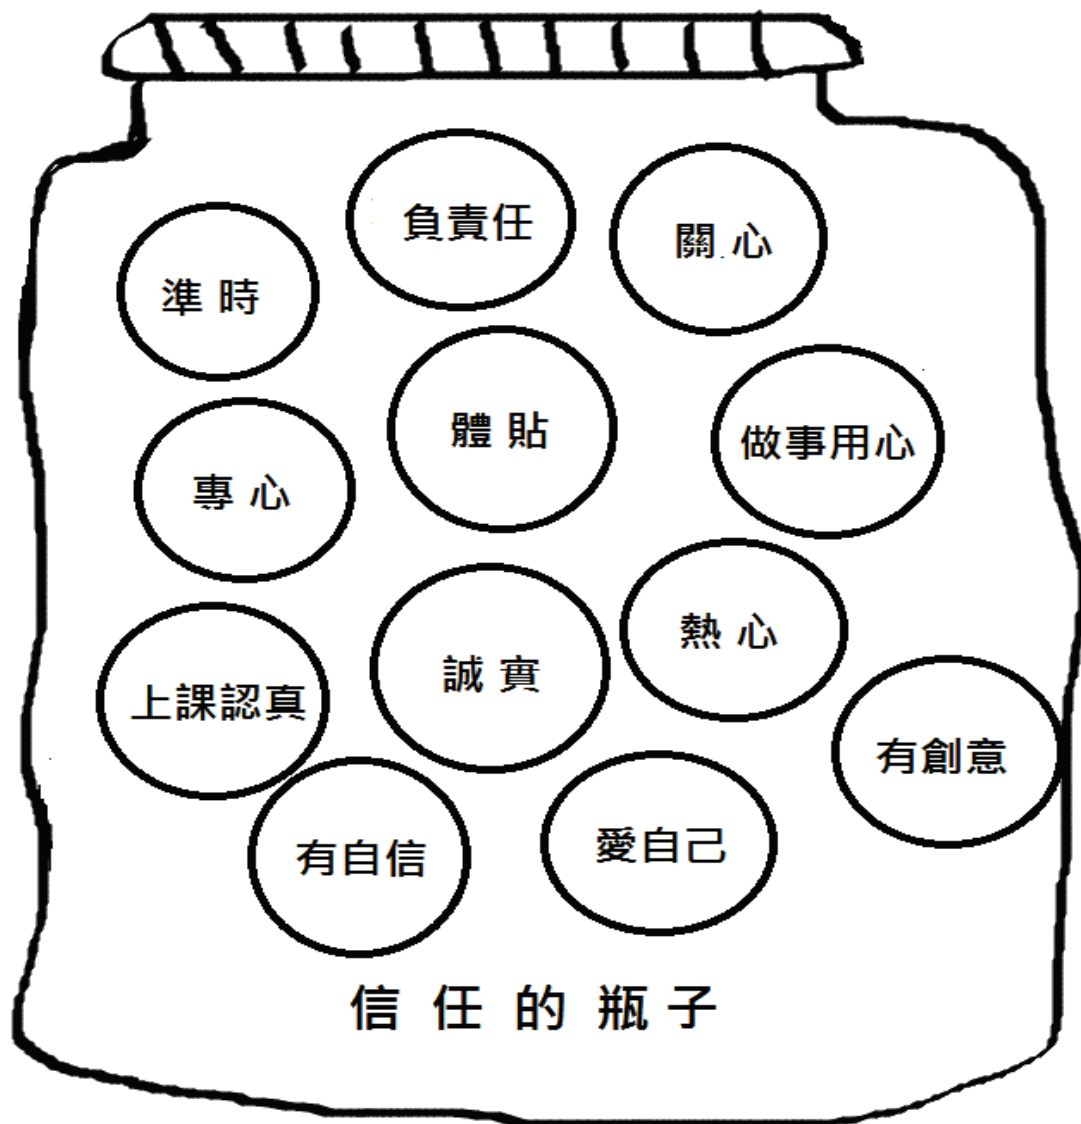 負責任
關心
準時
體貼
做事用心
專心
熱心
誠實
上課認真
有創意
愛自己
有自信
信任的瓶子